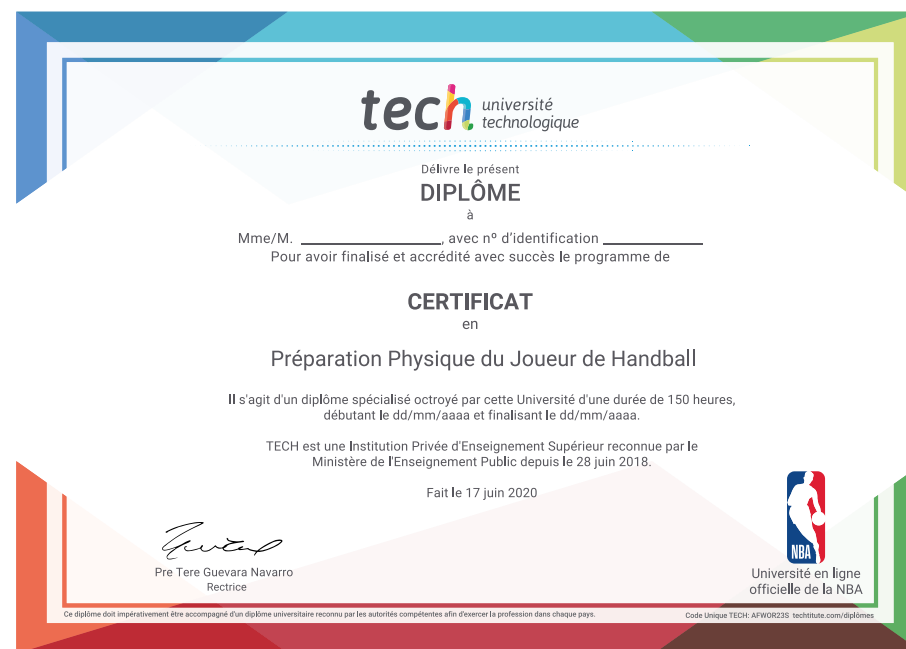 tech université
technologique
Délivre le présent
DIPLÔME
à
Mme/M. ____________________, avec nº d'identification ______________
Pour avoir finalisé et accrédité avec succès le programme de
CERTIFICAT
en
Préparation Physique du Joueur de Handball
Il s'agit d'un diplôme spécialisé octroyé par cette Université d'une durée de 150 heures,
débutant le dd/mm/aaaa et finalisant le dd/mm/aaaa.
TECH est une Institution Privée d'Enseignement Supérieur reconnue par le
Ministère de l'Enseignement Public depuis le 28 juin 2018.
Fait le 17 juin 2020
NBA
Pre Tere Guevara Navarro
Rectrice
Université en ligne
officielle de la NBA
Ce diplôme doit impérativement être accompagné d'un diplôme universitaire reconnu par les autorités compétentes afin d'exercer la profession dans chaque pays.
Code Unique TECH: AFWOR23S techtitute.com/diplômes